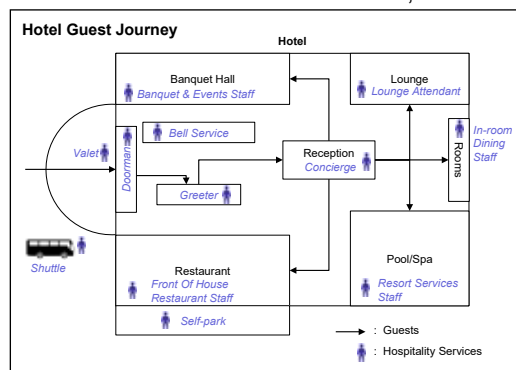 Hotel Guest Journey
Hotel
Banquet Hall
Banquet & Events Staff
Lounge
Lounge Attendant
Bell Service
Valet
Doorman
Greeter
Reception
Concierge
Rooms
In-room
Dining
Staff
Shuttle
Restaurant
Front Of House
Restaurant Staff
Pool/Spa
Resort Services
Staff
Self-park
: Guests
: Hospitality Services